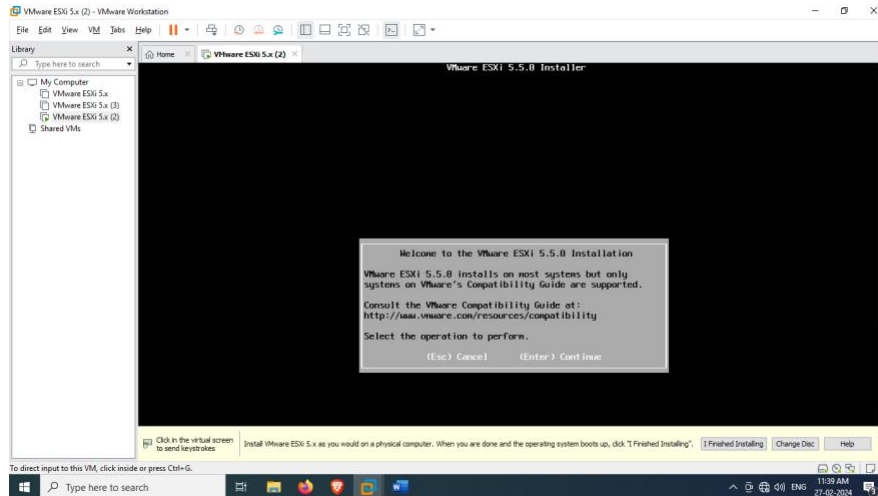 VMware ESXi 5.x (2) - VMware Workstation
File Edit View VM Tabs Help
Library
Home VMware ESXi 5.x (2)
Type here to search
My Computer
VMware ESXi 5.x
VMware ESXi 5.x (3)
VMware ESXi 5.x (2)
Shared VMs
VMware ESXi 5.5.0 Installer
Welcome to the VMware ESXi 5.5.0 Installation
VMware ESXi 5.5.0 installs on most systems but only
systems on VMware's Compatibility Guide are supported.
Consult the VMware Compatibility Guide at:
http://www.vmware.com/resources/compatibility
Select the operation to perform.
(Esc) Cancel (Enter) Continue
Click in the virtual screen
to send keystrokes
Install VMware ESXi 5.x as you would on a physical computer. When you are done and the operating system boots up, click "I Finished Installing".
I Finished Installing Change Disc Help
To direct input to this VM, click inside or press Ctrl+G.
Type here to search
ENG
11:39 AM
27-02-2024